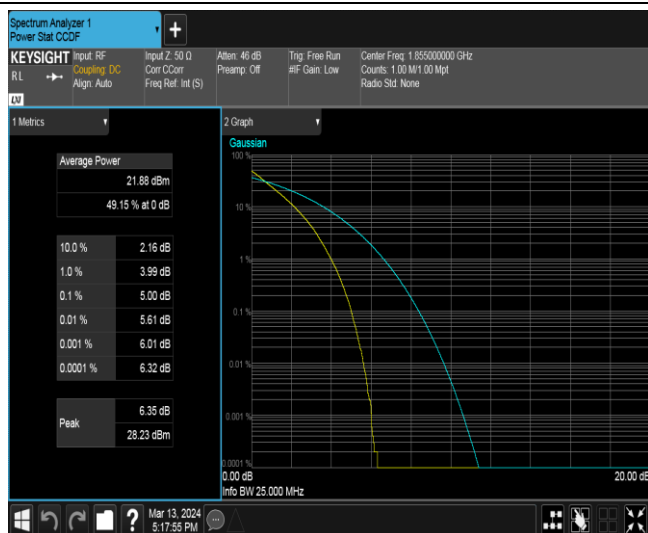 Spectrum Analyzer 1
Power Stat CCDF
+
KEYSIGHT
RL
LXI
Input: RF
Coupling: DC
Align: Auto
Input Z: 50 Ω
Corr CCorr
Freq Ref: Int (S)
Atten: 46 dB
Preamp: Off
Trig: Free Run
#IF Gain: Low
Center Freq: 1.855000000 GHz
Counts: 1.00 M/1.00 Mpt
Radio Std: None
1 Metrics
Average Power
21.88 dBm
49.15 % at 0 dB
10.0 % 2.16 dB
1.0 % 3.99 dB
0.1 % 5.00 dB
0.01 % 5.61 dB
0.001 % 6.01 dB
0.0001 % 6.32 dB
Peak
6.35 dB
28.23 dBm
2 Graph
Gaussian
100 %
10 %
1 %
0.1 %
0.01 %
0.001 %
0.0001 %
0.00 dB 20.00 dB
Info BW 25.000 MHz
?
Mar 13, 2024
5:17:55 PM